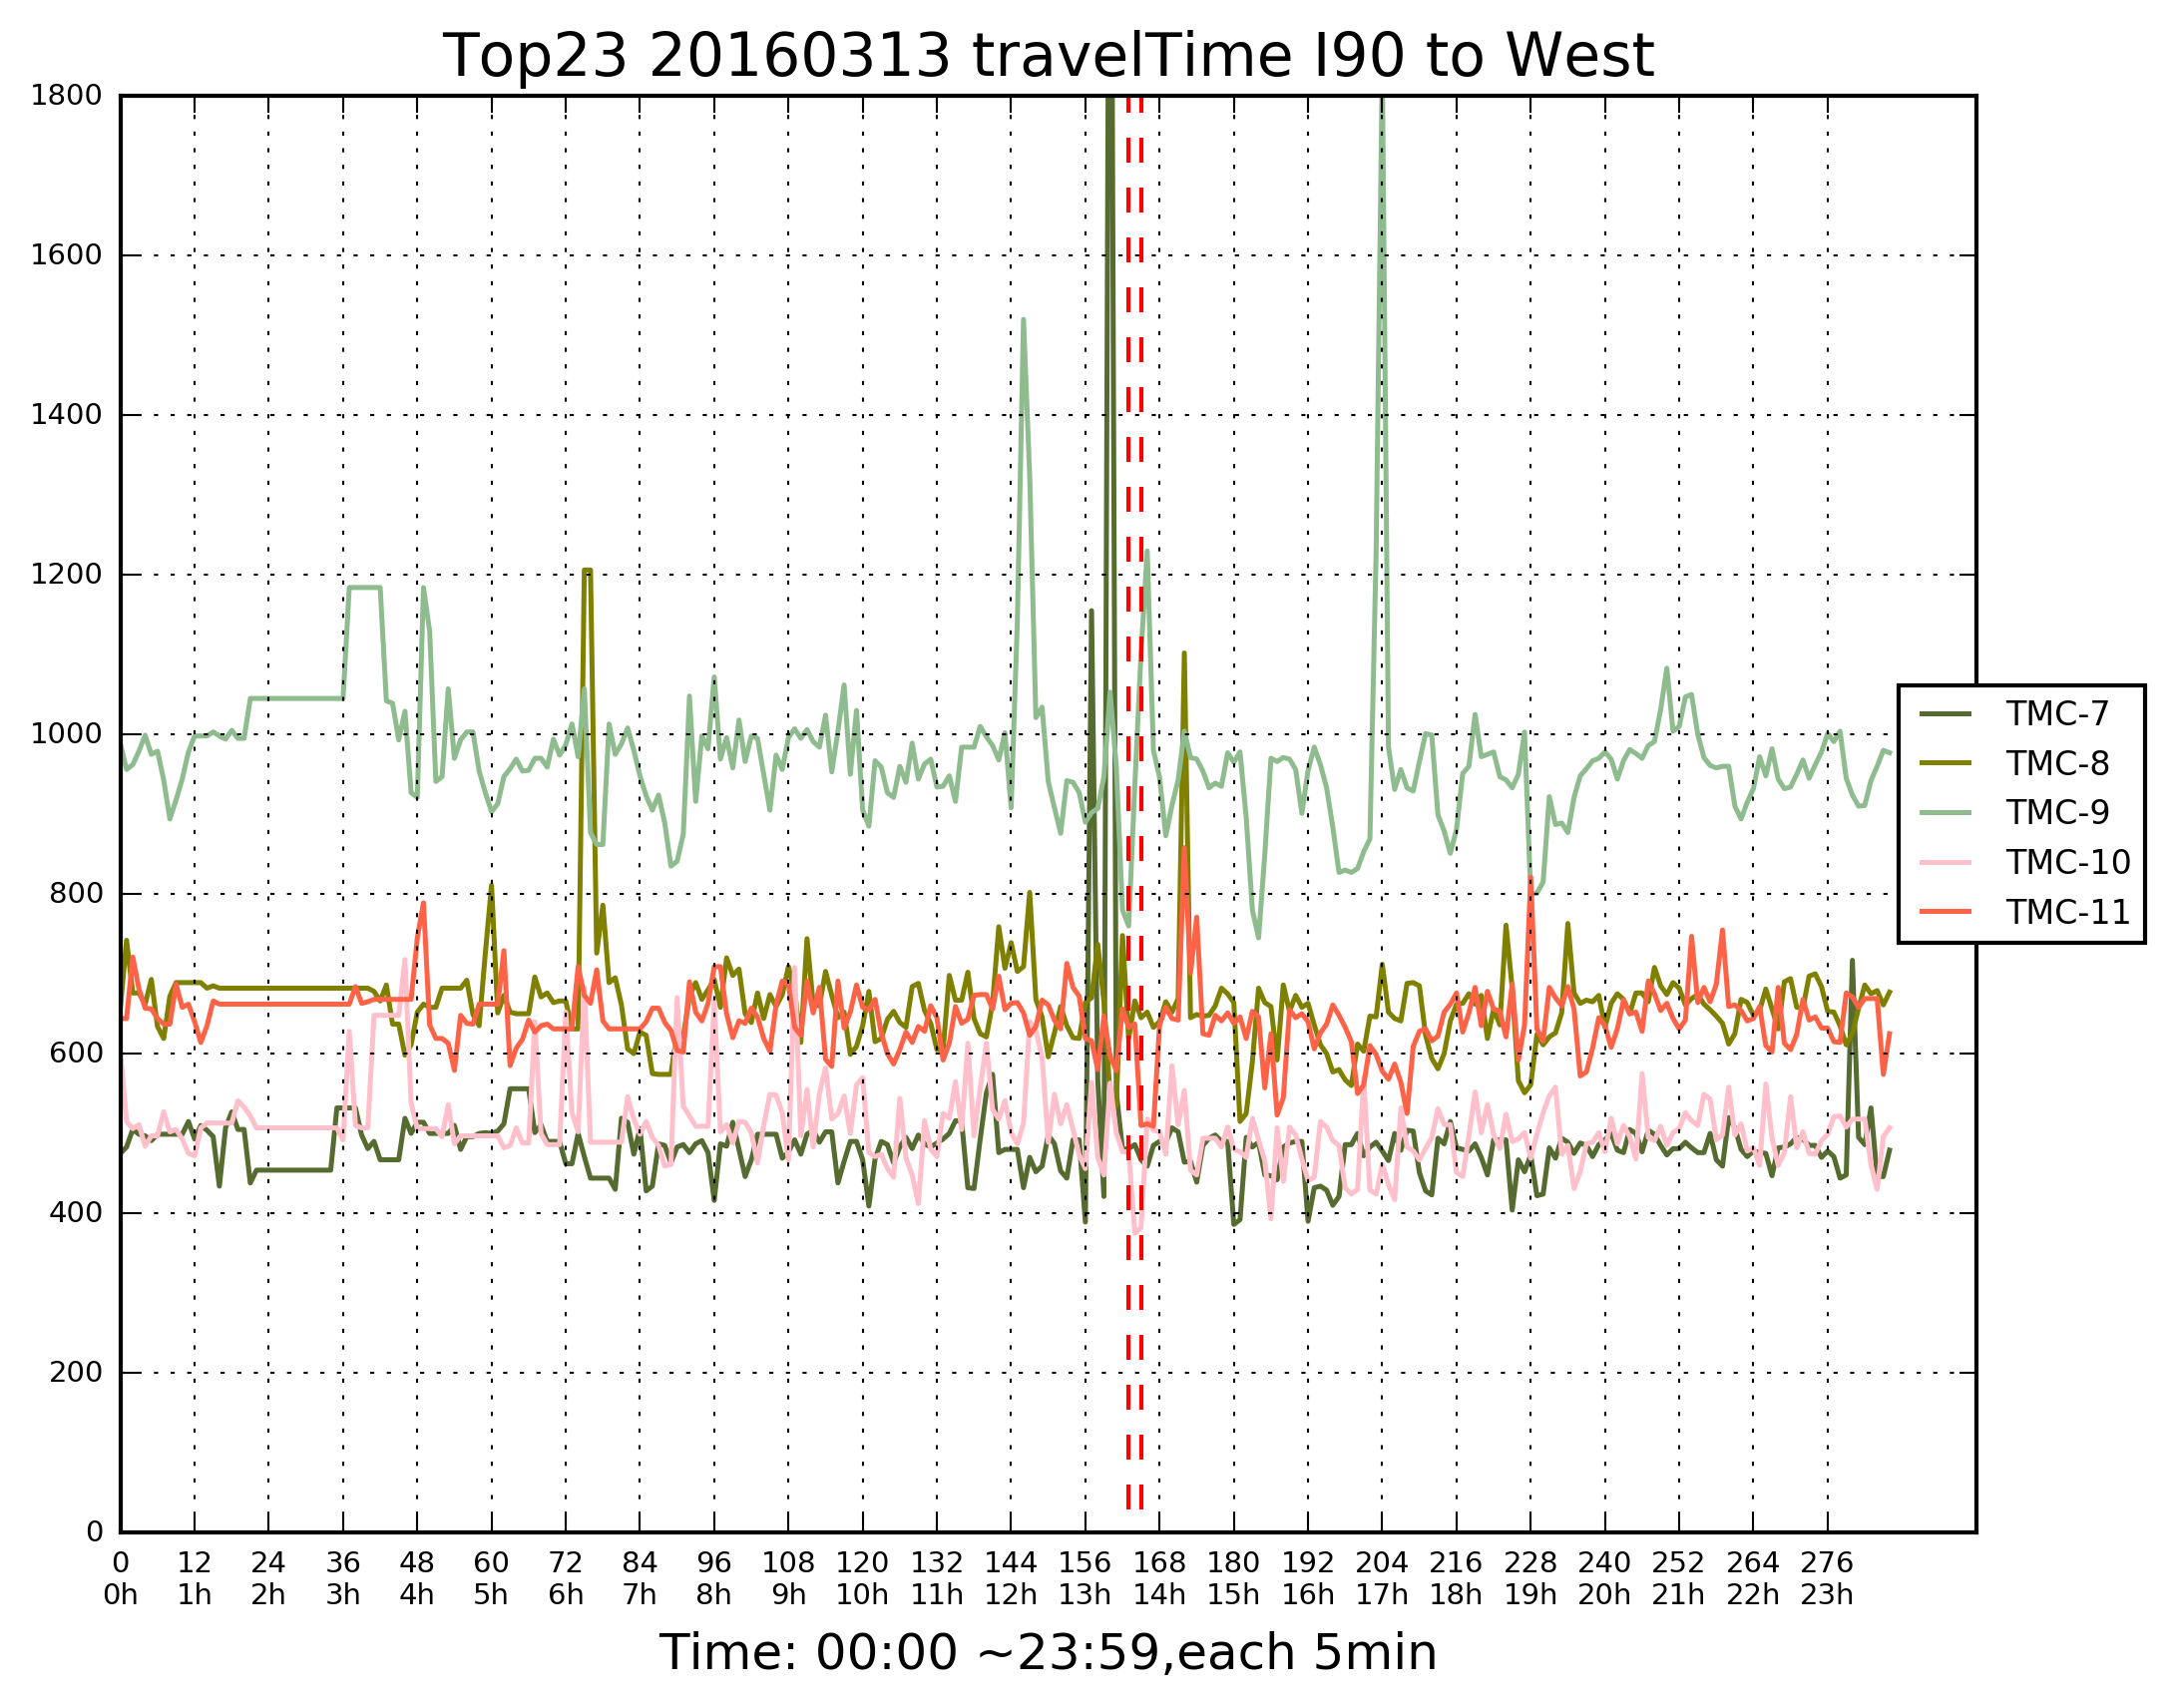 Top23 20160313 travelTime I90 to West
1800
1600
1400
1200
1000
800
600
400
200
0
TMC-7
TMC-8
TMC-9
TMC-10
TMC-11
0 12 24 36 48 60 72 84 96 108 120 132 144 156 168 180 192 204 216 228 240 252 264 276
0h 1h 2h 3h 4h 5h 6h 7h 8h 9h 10h 11h 12h 13h 14h 15h 16h 17h 18h 19h 20h 21h 22h 23h
Time: 00:00 ~23:59,each 5min